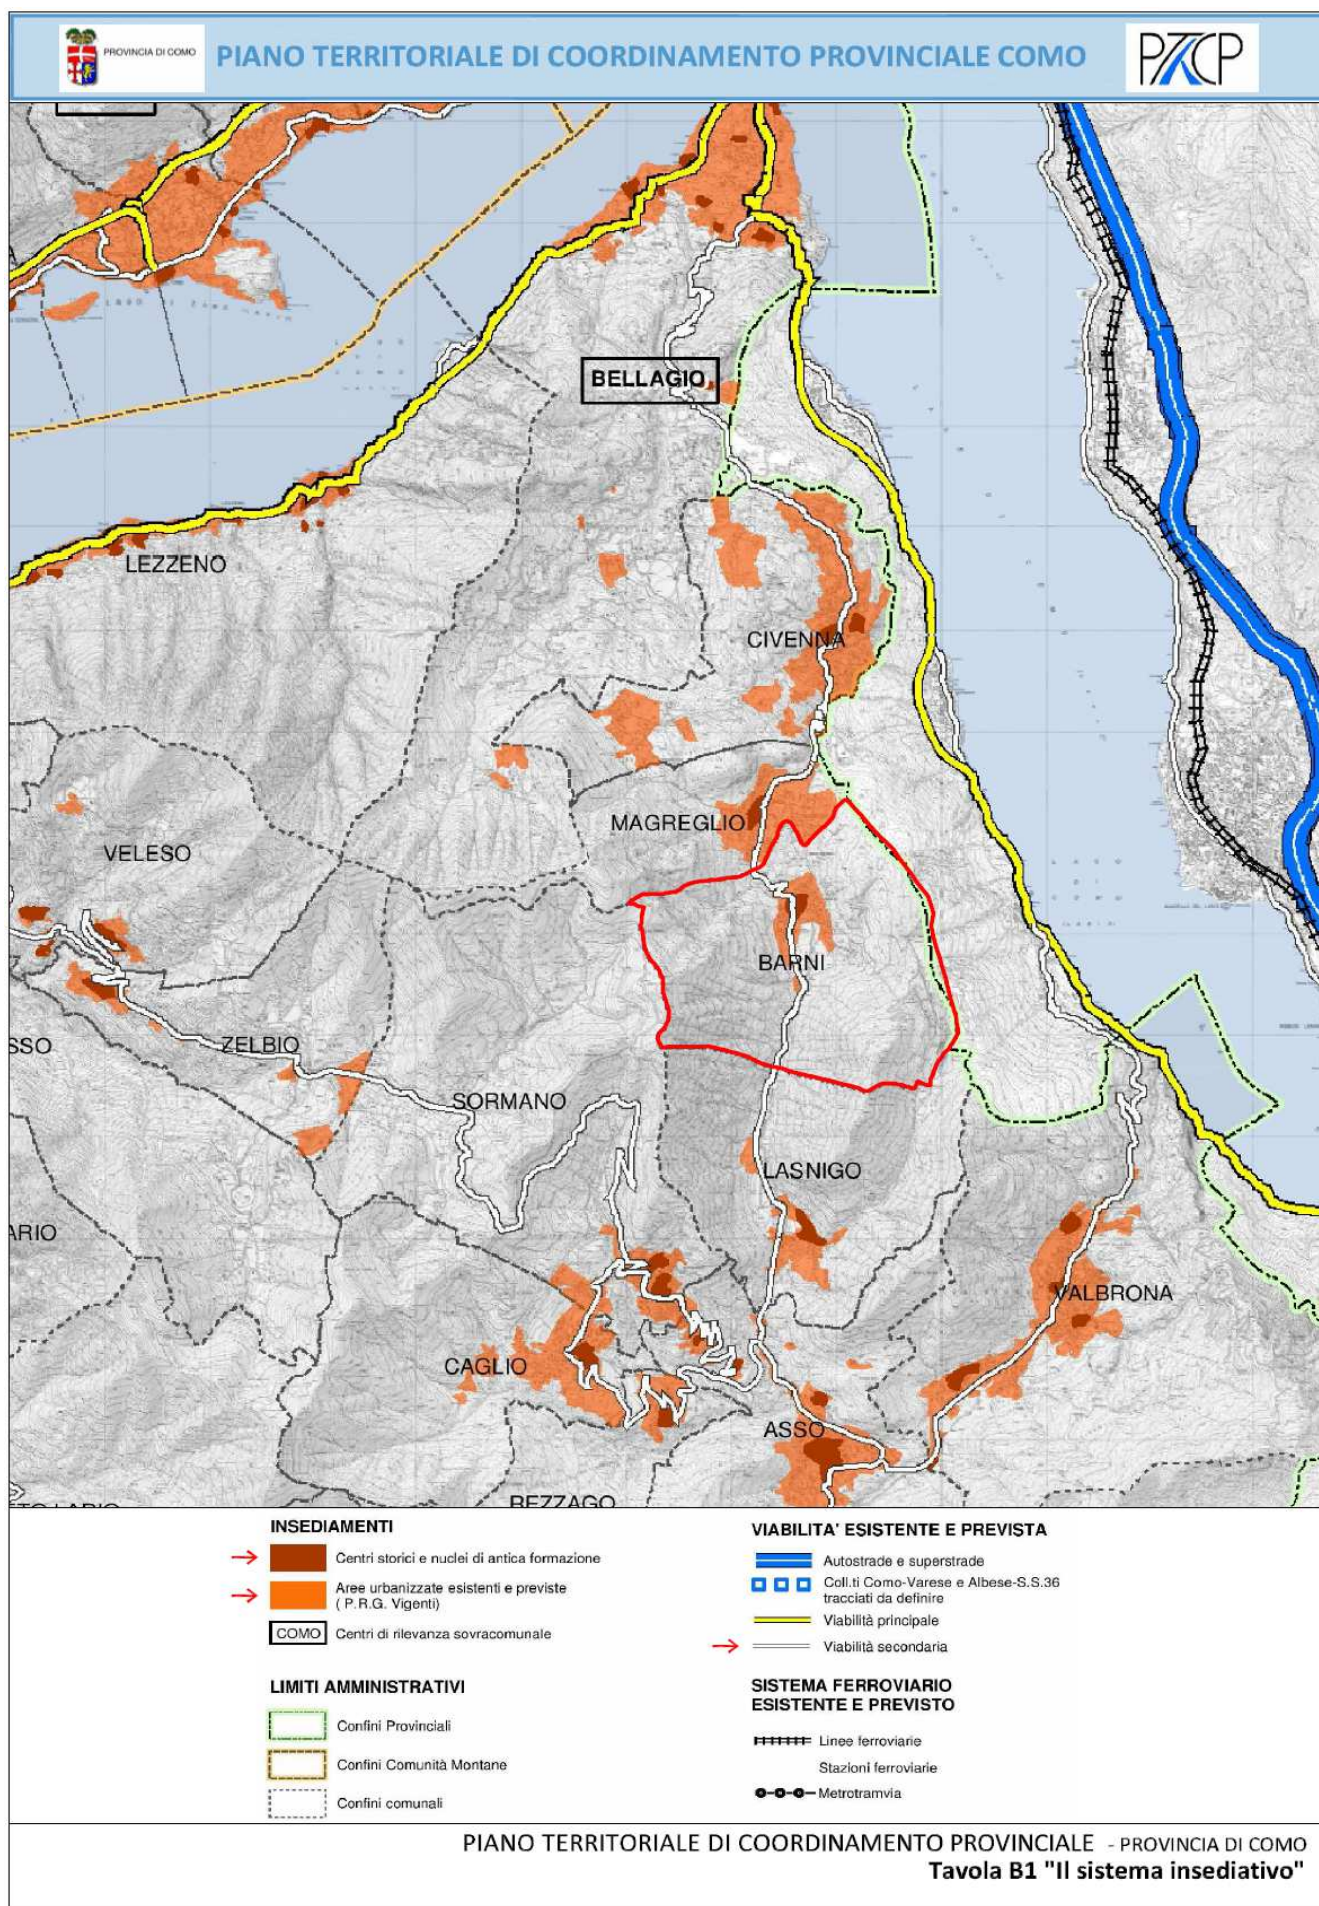 PROVINCIA DI COMO
PIANO TERRITORIALE DI COORDINAMENTO PROVINCIALE COMO
PTCP
BELLAGIO
LEZZENO
CIVENNA
MAGREGLIO
VELESO
BARNI
SSO
ZELBIO
SORMANO
LASNIGO
ARIO
VALBRONA
CAGLIO
ASSO
REZZAGO
INSEDIAMENTI
Centri storici e nuclei di antica formazione
Aree urbanizzate esistenti e previste
( P.R.G. Vigenti)
COMO Centri di rilevanza sovracomunale
LIMITI AMMINISTRATIVI
Confini Provinciali
Confini Comunità Montane
Confini comunali
VIABILITA' ESISTENTE E PREVISTA
Autostrade e superstrade
Coll.ti Como-Varese e Albese-S.S.36
tracciati da definire
Viabilità principale
Viabilità secondaria
SISTEMA FERROVIARIO
ESISTENTE E PREVISTO
Linee ferroviarie
Stazioni ferroviarie
Metrotramvia
PIANO TERRITORIALE DI COORDINAMENTO PROVINCIALE - PROVINCIA DI COMO
Tavola B1 "Il sistema insediativo"